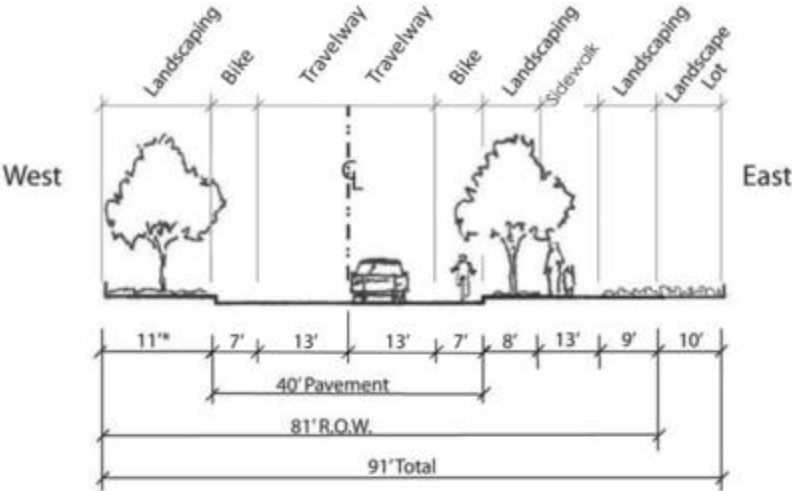 Landscaping
Bike
Travelway
Travelway
Bike
Landscaping
Sidewalk
Landscaping
Landscape
Lot
West
East
CL
11'*
7'
13'
13'
7'
8'
13'
9'
10'
40' Pavement
81' R.O.W.
91' Total